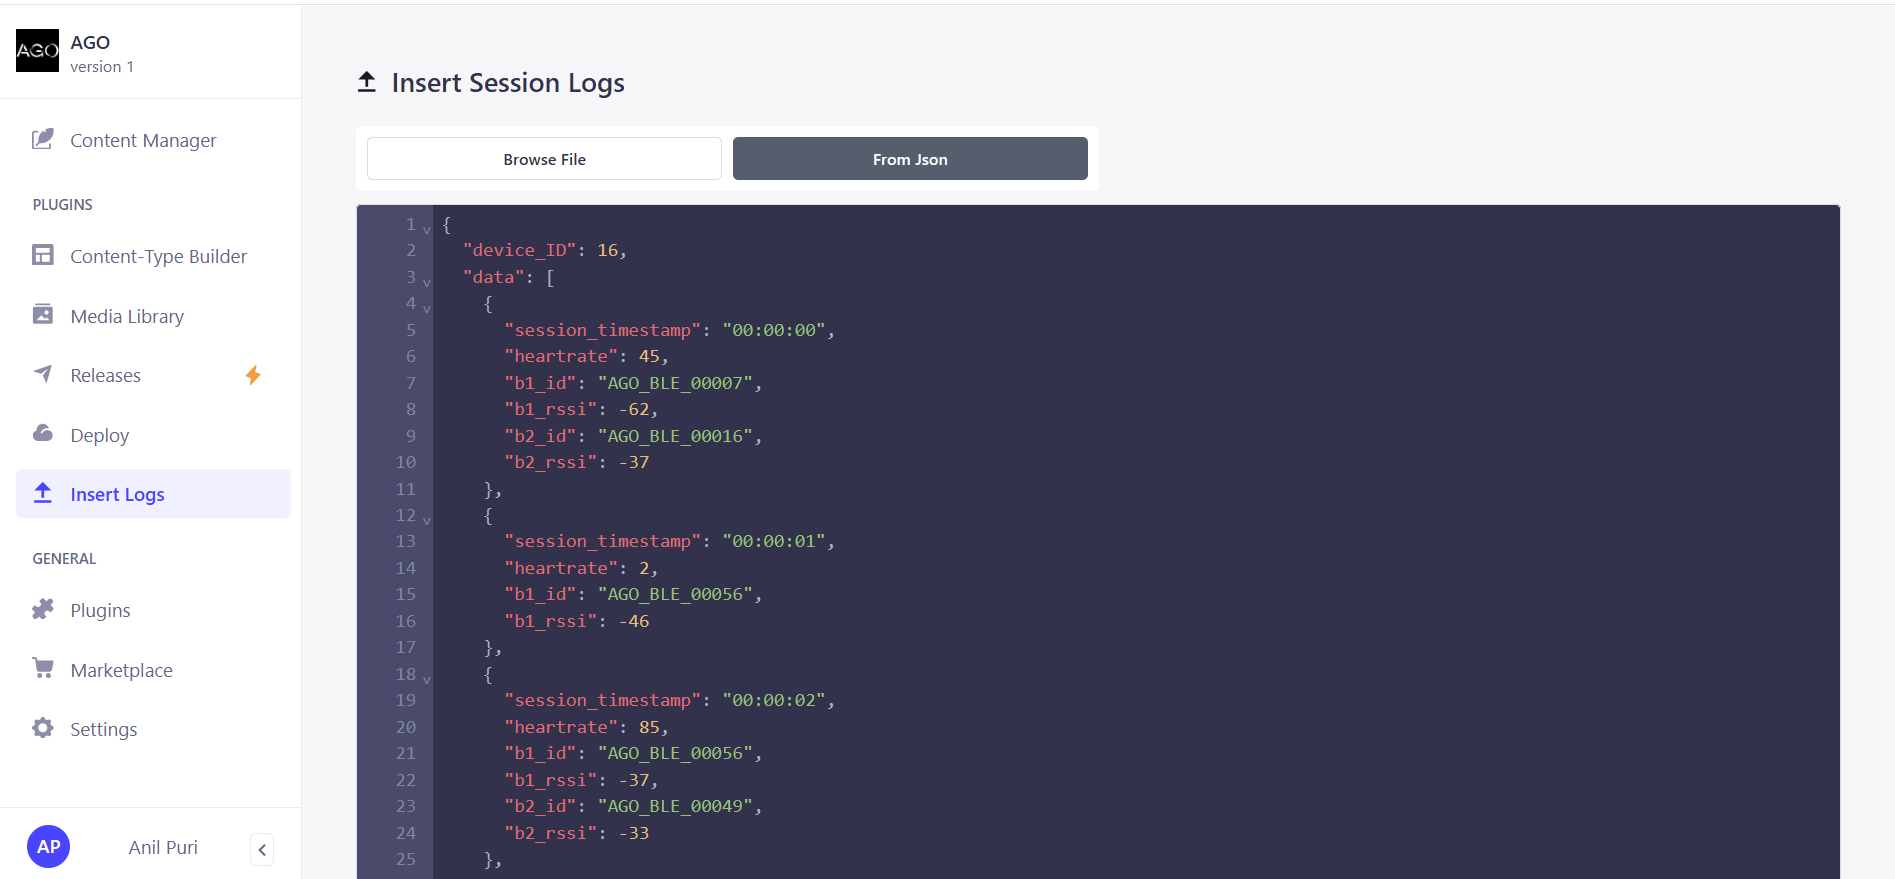 AGO
AGO
version 1
Content Manager
PLUGINS
Content-Type Builder
Media Library
Releases
Deploy
Insert Logs
GENERAL
Plugins
Marketplace
Settings
AP
Anil Puri
Insert Session Logs
Browse File
From Json
1 {
2 "device_ID": 16,
3 "data": [
4 {
5 "session_timestamp": "00:00:00",
6 "heartrate": 45,
7 "b1_id": "AGO_BLE_00007",
8 "b1_rssi": -62,
9 "b2_id": "AGO_BLE_00016",
10 "b2_rssi": -37
11 },
12 {
13 "session_timestamp": "00:00:01",
14 "heartrate": 2,
15 "b1_id": "AGO_BLE_00056",
16 "b1_rssi": -46
17 },
18 {
19 "session_timestamp": "00:00:02",
20 "heartrate": 85,
21 "b1_id": "AGO_BLE_00056",
22 "b1_rssi": -37,
23 "b2_id": "AGO_BLE_00049",
24 "b2_rssi": -33
25 },